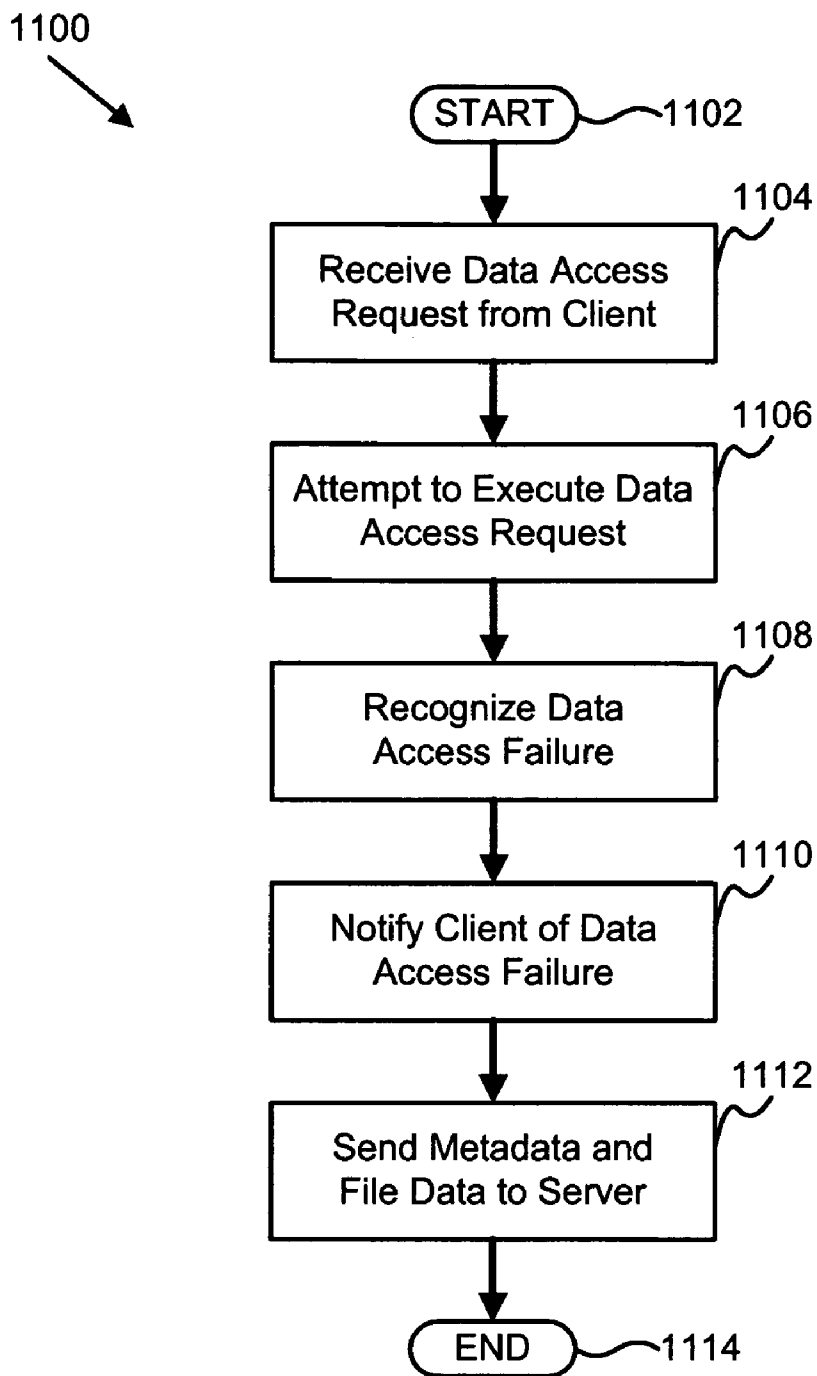 1100
START
1102
1104
Receive Data Access
Request from Client
1106
Attempt to Execute Data
Access Request
1108
Recognize Data
Access Failure
1110
Notify Client of Data
Access Failure
1112
Send Metadata and
File Data to Server
END
1114